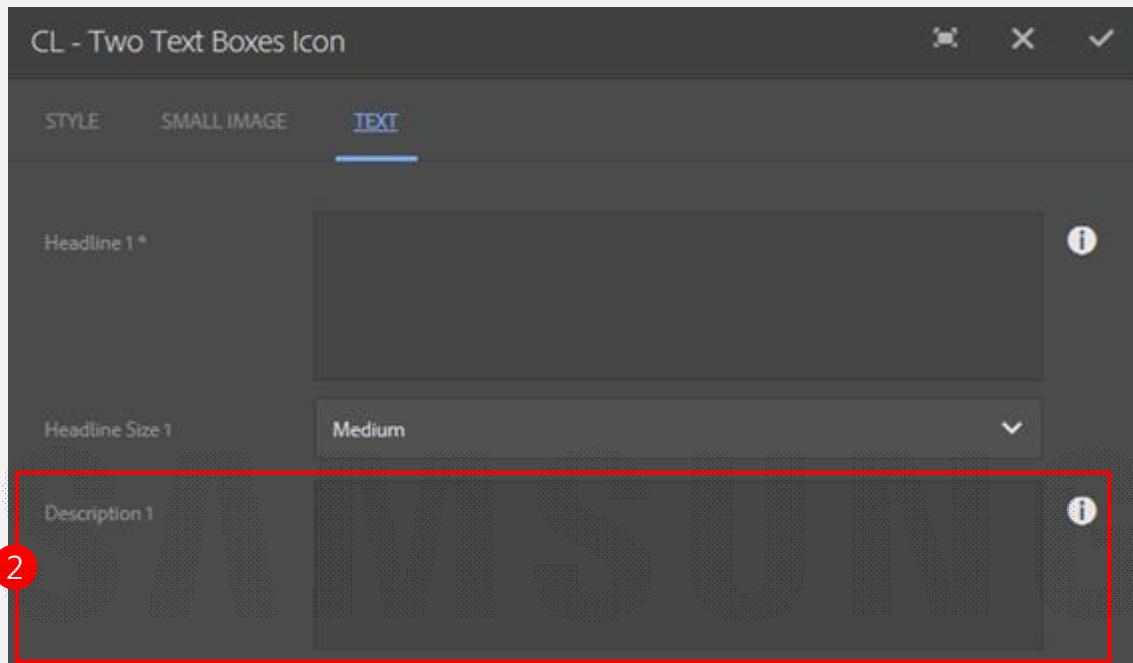 CL - Two Text Boxes Icon
STYLE SMALL IMAGE TEXT
Headline 1 *
Headline Size 1 Medium
Description 1
2
SAMSUNG